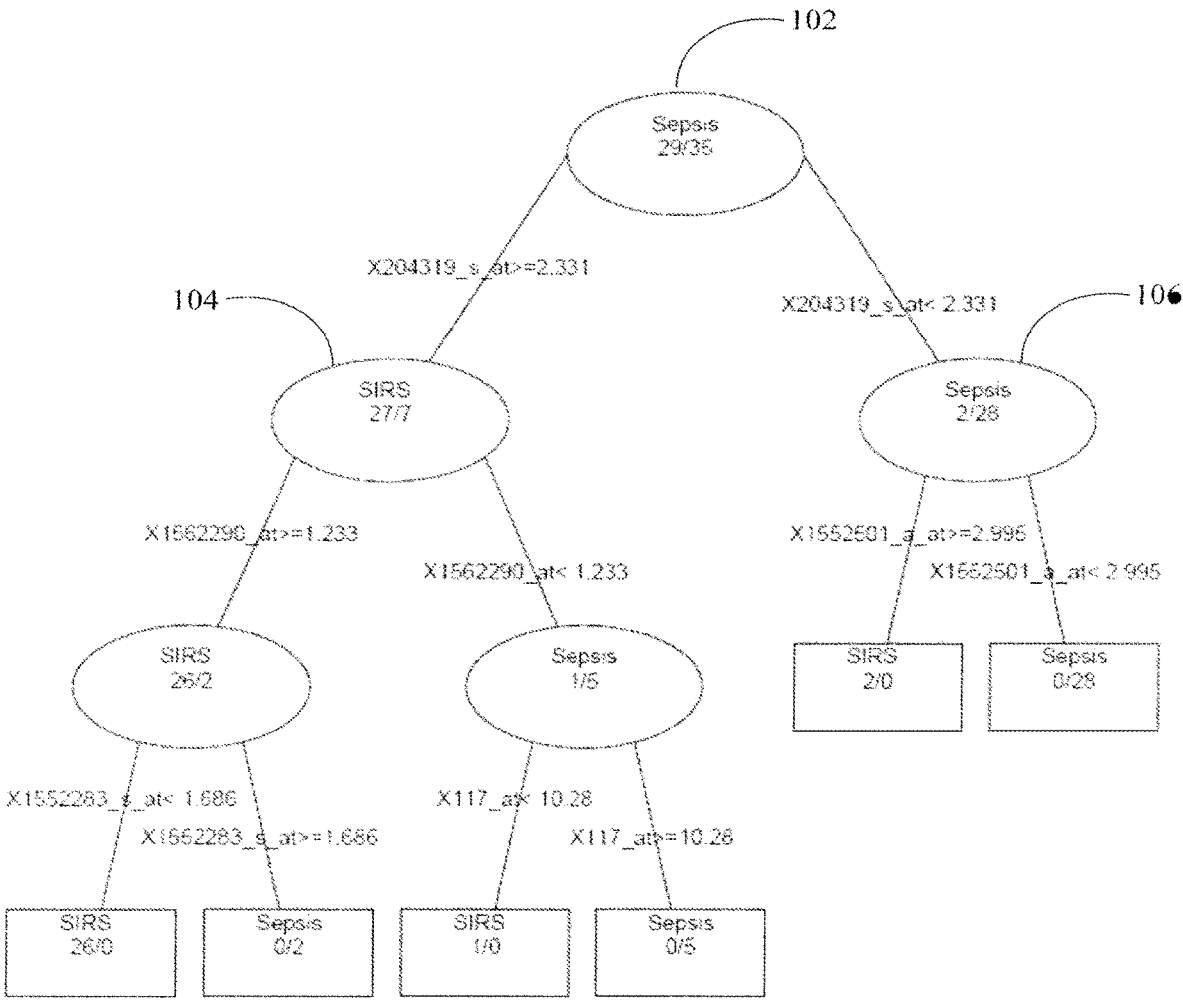 102
Sepsis
29/35
X204319_s_at>=2.331
X204319_s_at< 2.331
104
106
SIRS
27/7
Sepsis
2/28
X1562290_at>=1.233
X1562290_at< 1.233
X1552501_a_at>=2.995
X1552501_a_at< 2.995
SIRS
26/2
Sepsis
1/5
SIRS
2/0
Sepsis
0/28
X1552283_s_at< 1.686
X1552283_s_at>=1.686
X117_at< 10.28
X117_at>=10.28
SIRS
26/0
Sepsis
0/2
SIRS
1/0
Sepsis
0/5